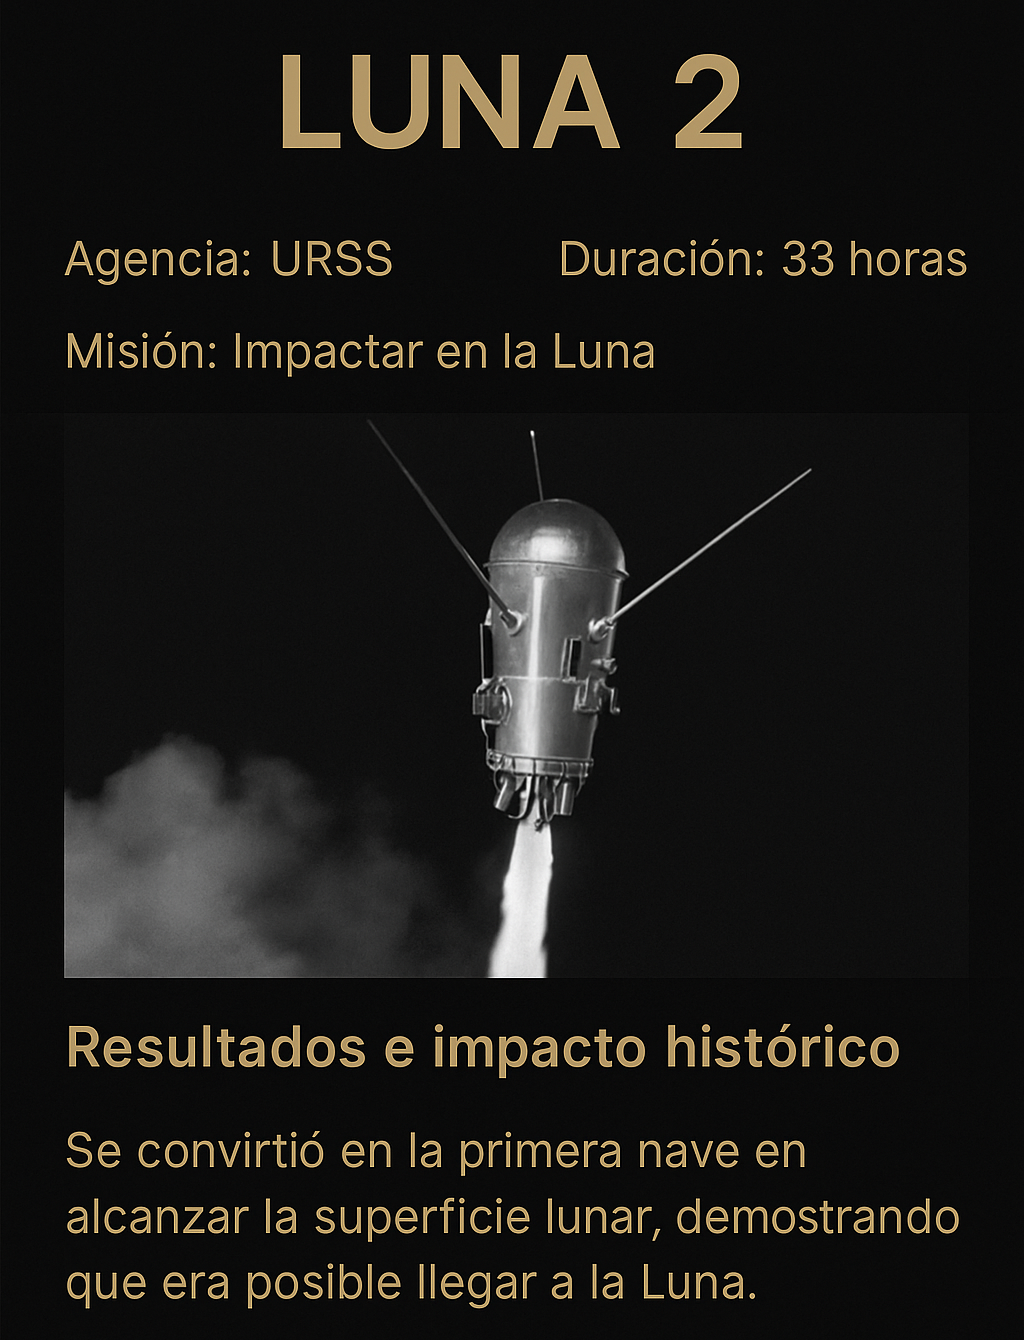 LUNA 2
Agencia: URSS
Duración: 33 horas
Misión: Impactar en la Luna
Resultados e impacto histórico
Se convirtió en la primera nave en
alcanzar la superficie lunar, demostrando
que era posible llegar a la Luna.